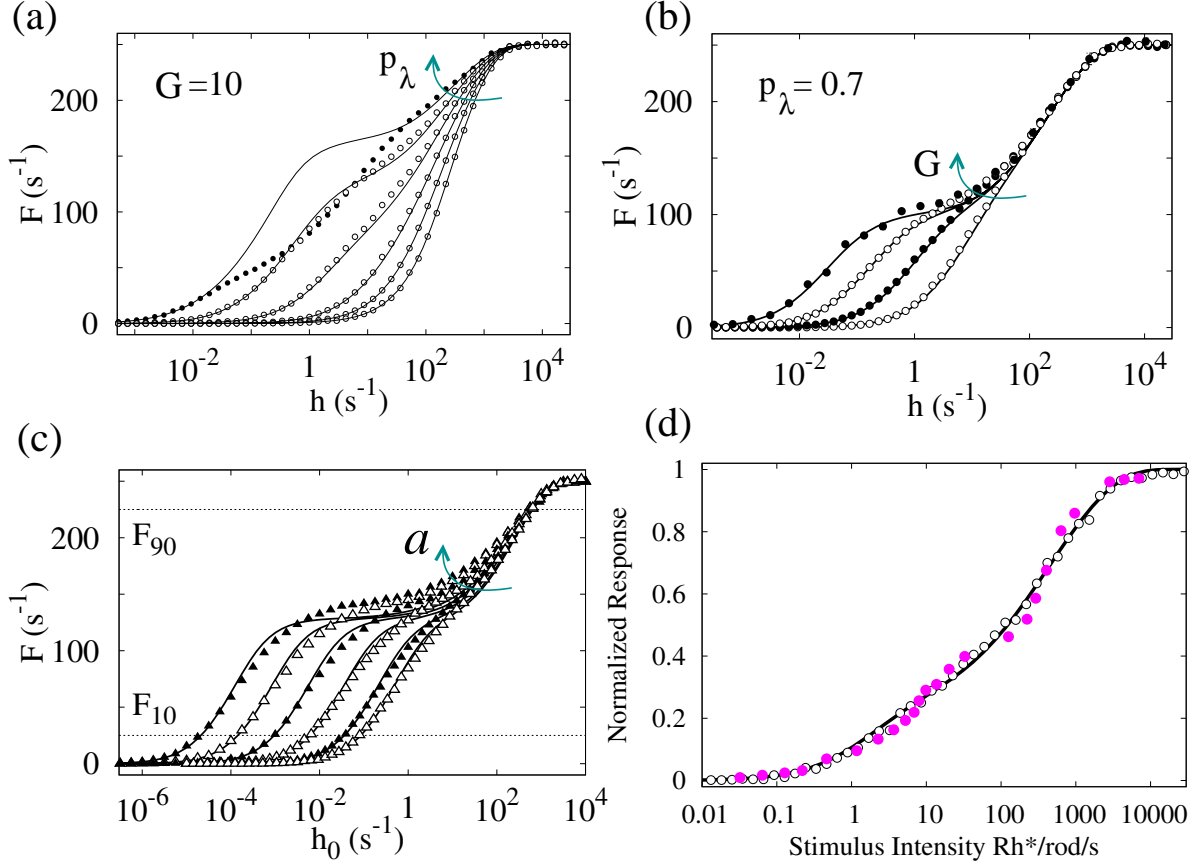 (a)
G=10
p_λ
F (s^-1)
200
100
0
10^-2
1
10^2
10^4
h (s^-1)
(b)
p_λ = 0.7
G
F (s^-1)
200
100
0
10^-2
1
10^2
10^4
h (s^-1)
(c)
F_90
a
F_10
F (s^-1)
200
100
0
10^-6
10^-4
10^-2
1
10^2
10^4
h_0 (s^-1)
(d)
Normalized Response
1
0.8
0.6
0.4
0.2
0
0.01
0.1
1
10
100
1000
10000
Stimulus Intensity Rh*/rod/s